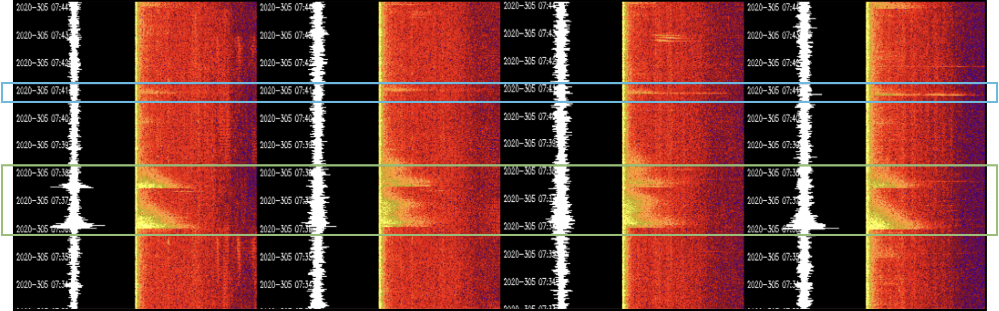 2020-305 07:44 2020-305 07:44 2020-305 07:44 2020-305 07:44
2020-305 07:43 2020-305 07:43 2020-305 07:43 2020-305 07:43
2020-305 07:42 2020-305 07:42 2020-305 07:42 2020-305 07:42
2020-305 07:41 2020-305 07:41 2020-305 07:41 2020-305 07:41
2020-305 07:40 2020-305 07:40 2020-305 07:40 2020-305 07:40
2020-305 07:39 2020-305 07:39 2020-305 07:39 2020-305 07:39
2020-305 07:38 2020-305 07:38 2020-305 07:38 2020-305 07:38
2020-305 07:37 2020-305 07:37 2020-305 07:37 2020-305 07:37
2020-305 07:36 2020-305 07:36 2020-305 2020-305
2020-305 07:35 2020-305 07:35 2020-305 07:35 2020-305 07:35
2020-305 07:34 2020-305 07:34 2020-305 07:34 2020-305 07:34